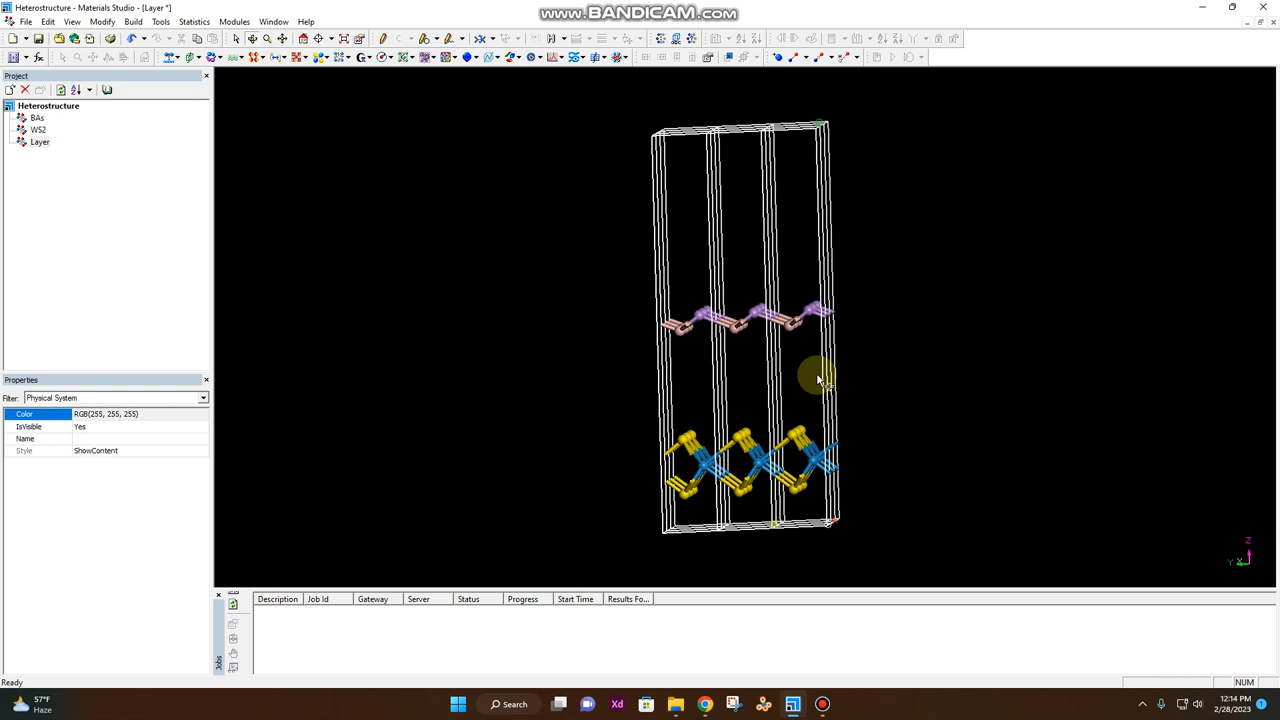 Heterostructure - Materials Studio - [Layer *]
WWW.BANDICAM.COM
File Edit View Modify Build Tools Statistics Modules Window Help
Project
Heterostructure
BAs
WS2
Layer
Properties
Filter: Physical System
Color RGB(255, 255, 255)
IsVisible Yes
Name
Style ShowContent
Z
Y X
Description Job Id Gateway Server Status Progress Start Time Results Fo...
Jobs
Ready
NUM
57°F
Haze
Search
Xd
12:14 PM
2/28/2023